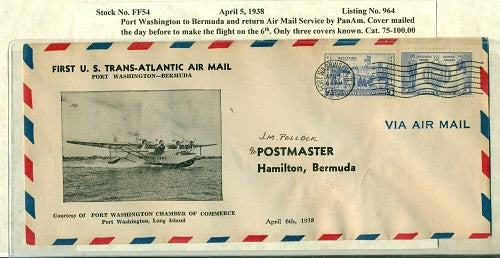 Stock No. FF54 April 5, 1938 Listing No. 964
Port Washington to Bermuda and return Air Mail Service by PanAm. Cover mailed
the day before to make the flight on the 6th. Only three covers known. Cat. 75-100.00
FIRST U. S. TRANS-ATLANTIC AIR MAIL
PORT WASHINGTON—BERMUDA
VIA AIR MAIL
J.M. POLLOCK
% POSTMASTER
Hamilton, Bermuda
Courtesy Of PORT WASHINGTON CHAMBER OF COMMERCE
Port Washington, Long Island
April 6th, 1938